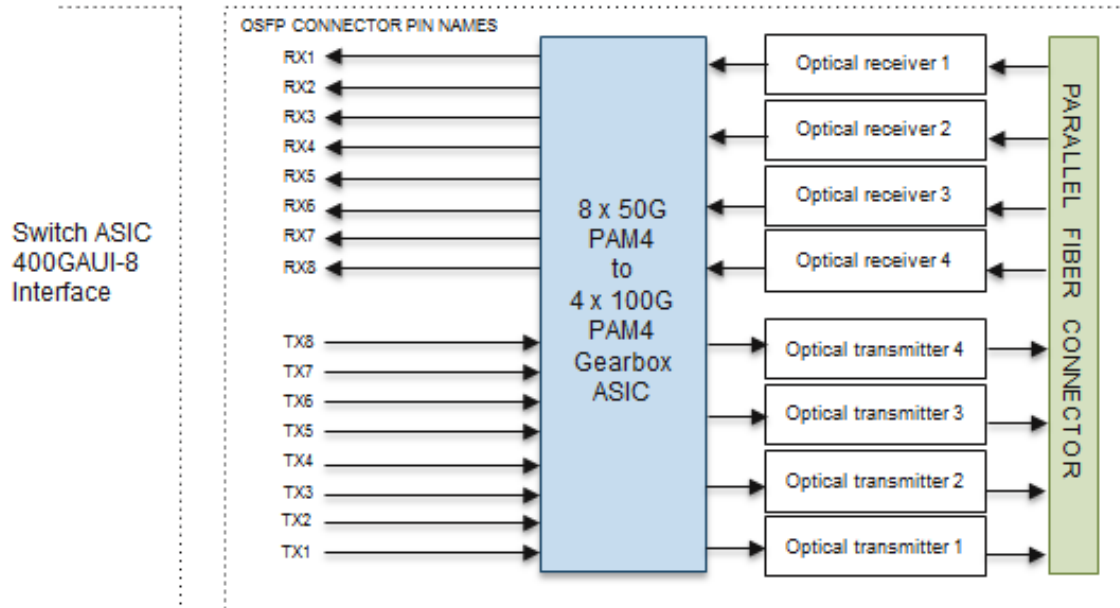 OSFP CONNECTOR PIN NAMES
RX1
RX2
RX3
RX4
RX5
RX6
RX7
RX8
TX8
TX7
TX6
TX5
TX4
TX3
TX2
TX1
Switch ASIC
400GAUI-8
Interface
8 x 50G
PAM4
to
4 x 100G
PAM4
Gearbox
ASIC
Optical receiver 1
Optical receiver 2
Optical receiver 3
Optical receiver 4
Optical transmitter 4
Optical transmitter 3
Optical transmitter 2
Optical transmitter 1
PARALLEL FIBER CONNECTOR